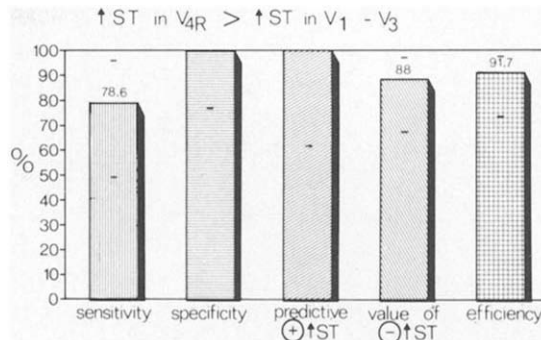 ↑ ST in V4R > ↑ ST in V1 - V3
100
90
80
70
60
50
40
30
20
10
0
%
78.6
88
91.7
sensitivity
specificity
predictive value of efficiency
⊕ ↑ST
⊖ ↑ST